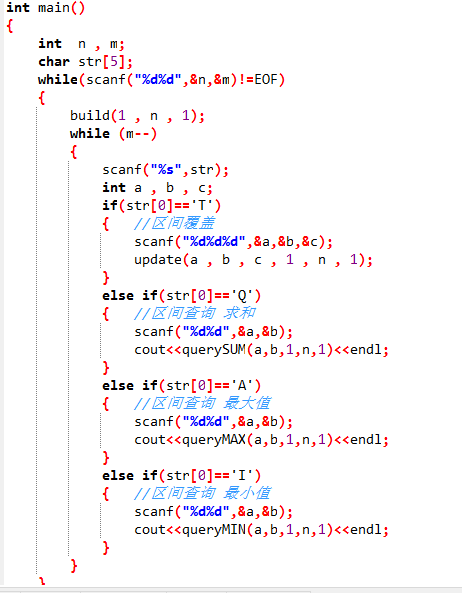 int main()
{
    int  n , m;
    char str[5];
    while(scanf("%d%d",&n,&m)!=EOF)
    {
        build(1 , n , 1);
        while (m--)
        {
            scanf("%s",str);
            int a , b , c;
            if(str[0]=='T')
            {   //区间覆盖
                scanf("%d%d%d",&a,&b,&c);
                update(a , b , c , 1 , n , 1);
            }
            else if(str[0]=='Q')
            {   //区间查询 求和
                scanf("%d%d",&a,&b);
                cout<<querySUM(a,b,1,n,1)<<endl;
            }
            else if(str[0]=='A')
            {   //区间查询 最大值
                scanf("%d%d",&a,&b);
                cout<<queryMAX(a,b,1,n,1)<<endl;
            }
            else if(str[0]=='I')
            {   //区间查询 最小值
                scanf("%d%d",&a,&b);
                cout<<queryMIN(a,b,1,n,1)<<endl;
            }
        }
    }